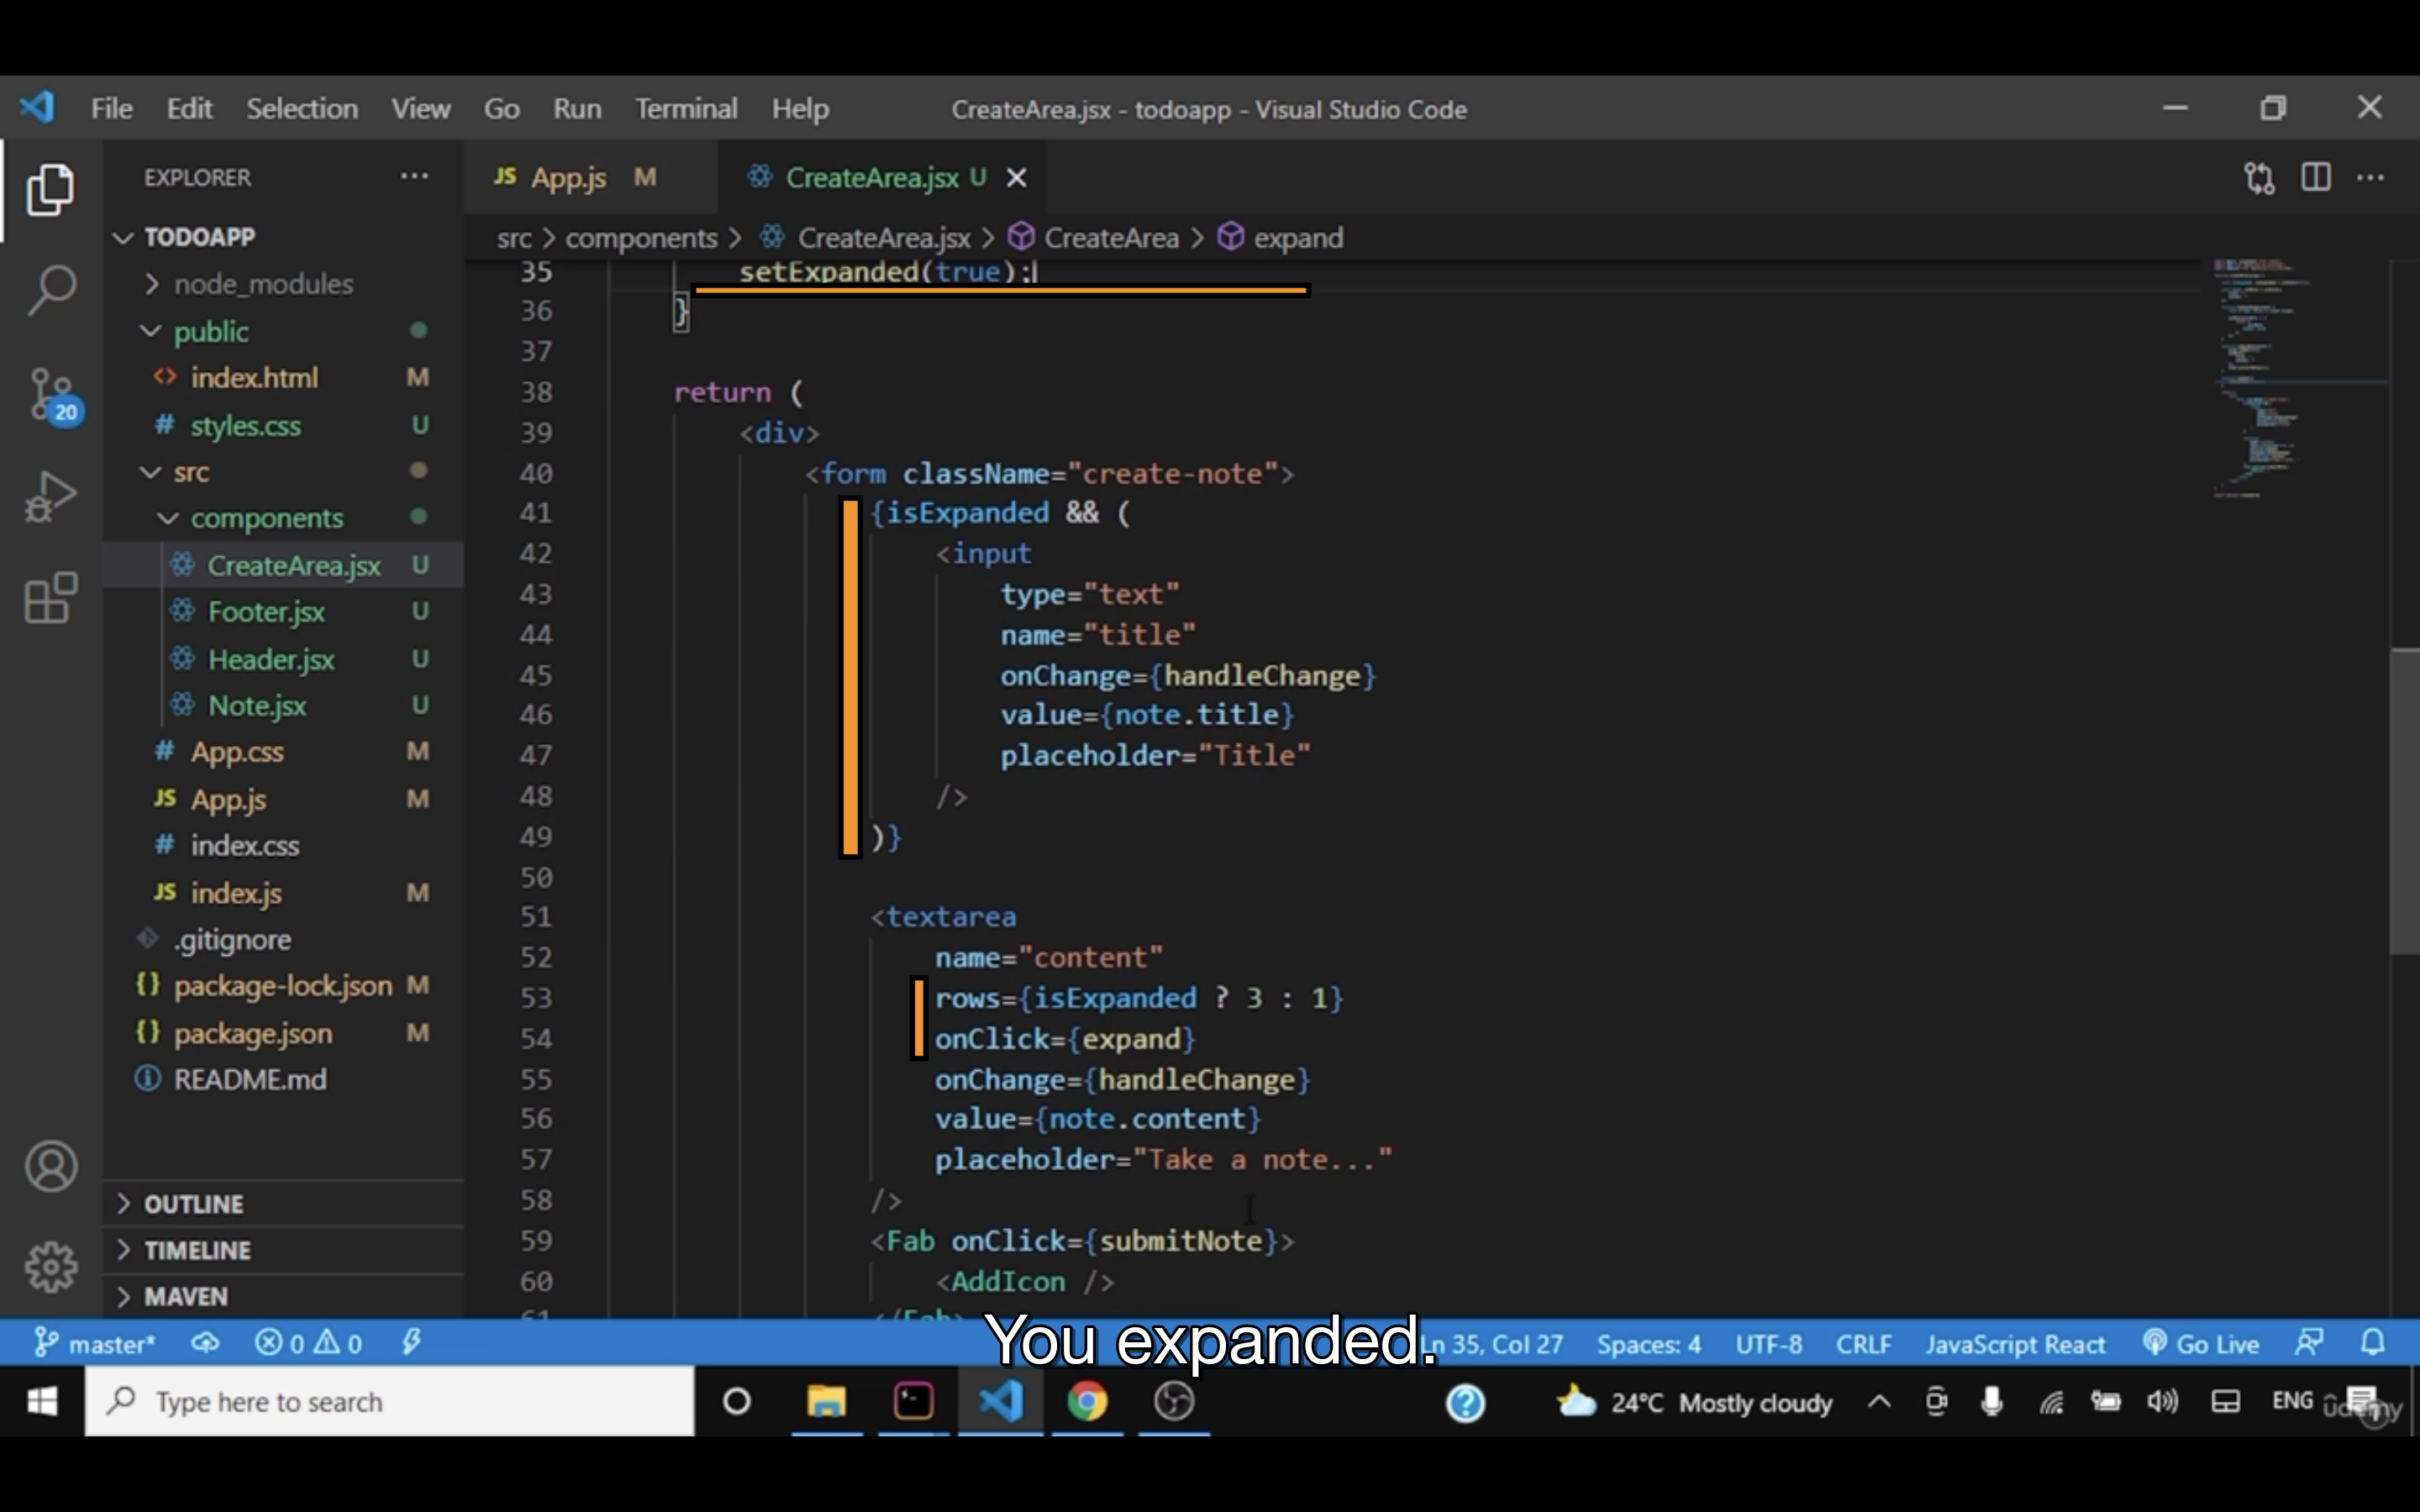 File Edit Selection View Go Run Terminal Help CreateArea.jsx - todoapp - Visual Studio Code
EXPLORER
JS App.js M
CreateArea.jsx U
TODOAPP
src > components > CreateArea.jsx > CreateArea > expand
node_modules
public
index.html M
# styles.css U
src
components
CreateArea.jsx U
Footer.jsx U
Header.jsx U
Note.jsx U
# App.css M
JS App.js M
# index.css
JS index.js M
.gitignore
{} package-lock.json M
{} package.json M
README.md
OUTLINE
TIMELINE
MAVEN
20
35 setExpanded(true);
36 }
37
38 return (
39 <div>
40 <form className="create-note">
41 {isExpanded && (
42 <input
43 type="text"
44 name="title"
45 onChange={handleChange}
46 value={note.title}
47 placeholder="Title"
48 />
49 )}
50
51 <textarea
52 name="content"
53 rows={isExpanded ? 3 : 1}
54 onClick={expand}
55 onChange={handleChange}
56 value={note.content}
57 placeholder="Take a note..."
58 />
59 <Fab onClick={submitNote}>
60 <AddIcon />
61 </Fab>
You expanded.
master* 0 0 Ln 35, Col 27 Spaces: 4 UTF-8 CRLF JavaScript React Go Live
Type here to search 24°C Mostly cloudy ENG
ûdemy